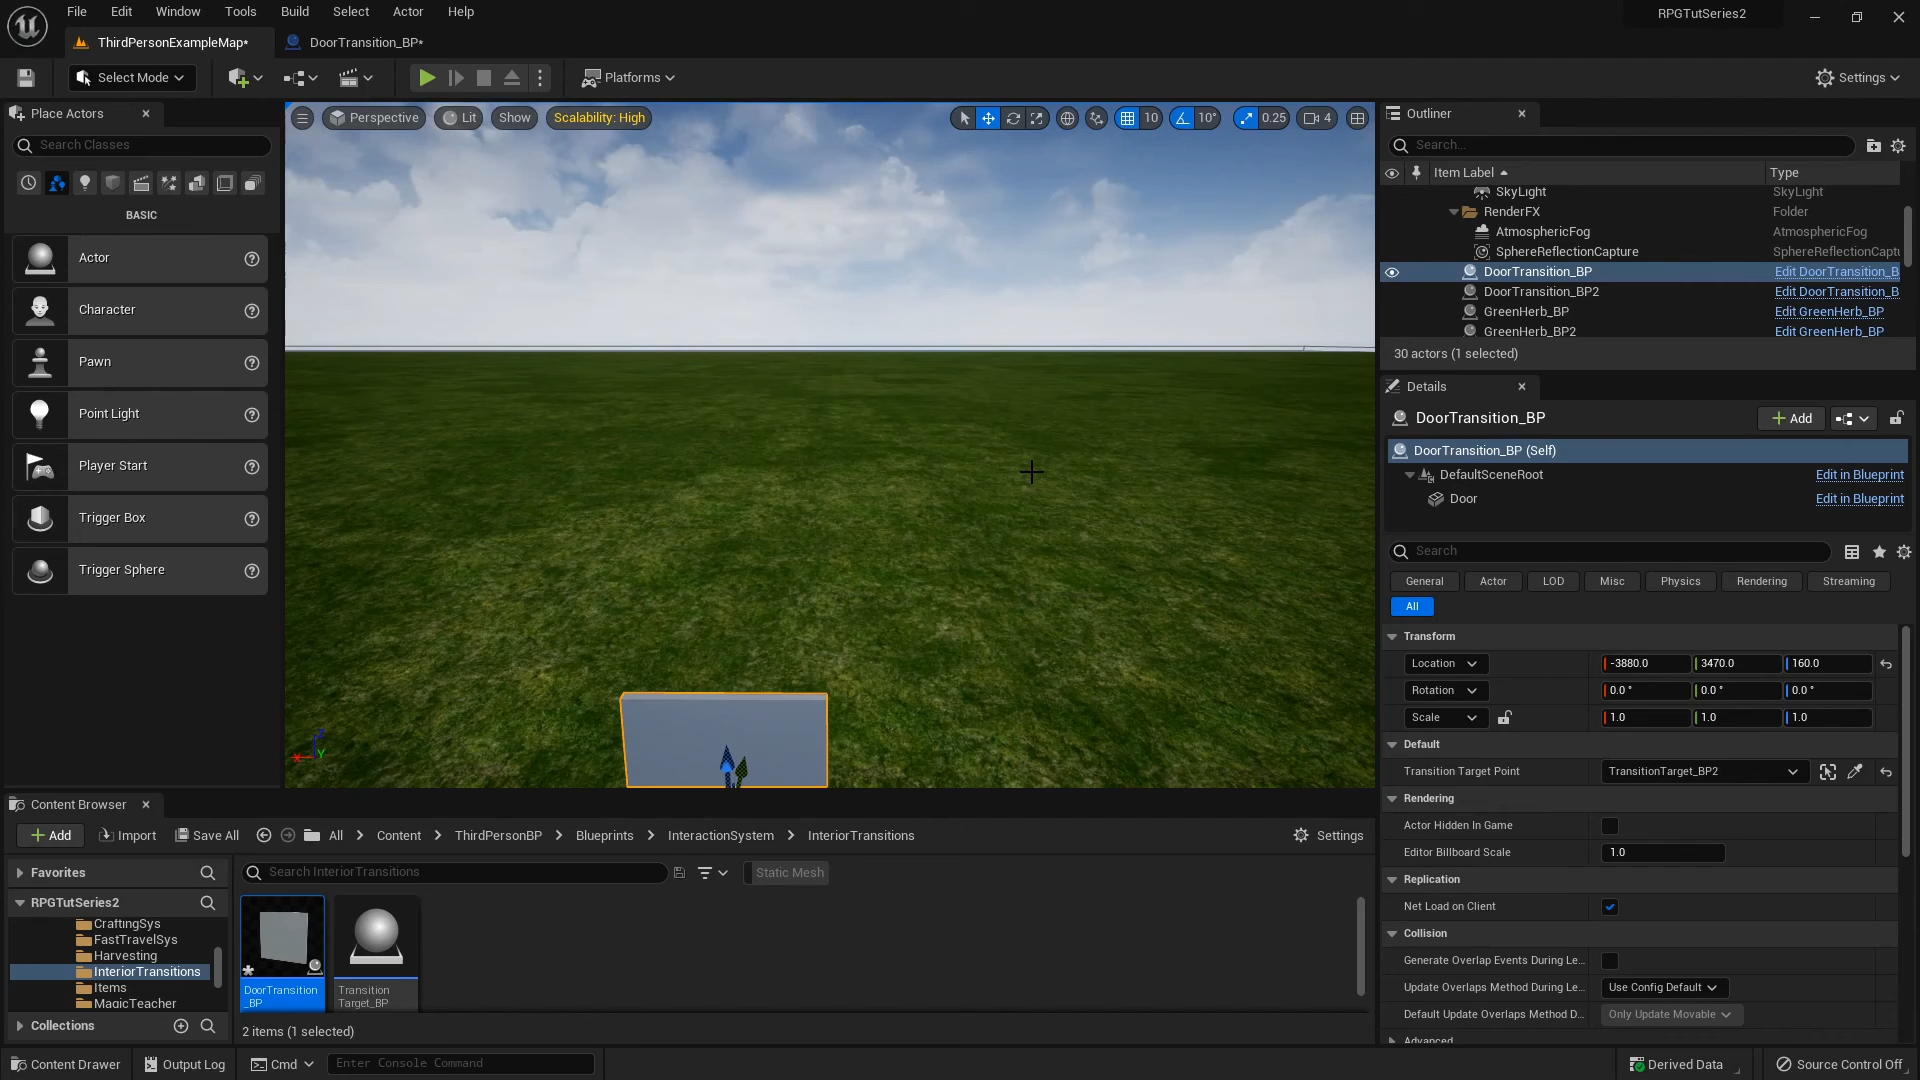 File Edit Window Tools Build Select Actor Help
RPGTutSeries2
ThirdPersonExampleMap*
DoorTransition_BP*
Select Mode
Platforms
Settings
Place Actors
Search Classes
BASIC
Actor
Character
Pawn
Point Light
Player Start
Trigger Box
Trigger Sphere
Perspective
Lit
Show
Scalability: High
10
10°
0.25
4
Outliner
Search...
Item Label
Type
SkyLight
SkyLight
RenderFX
Folder
AtmosphericFog
AtmosphericFog
SphereReflectionCapture
SphereReflectionCaptu
DoorTransition_BP
Edit DoorTransition_B
DoorTransition_BP2
Edit DoorTransition_B
GreenHerb_BP
Edit GreenHerb_BP
GreenHerb_BP2
Edit GreenHerb_BP
30 actors (1 selected)
Details
DoorTransition_BP
Add
DoorTransition_BP (Self)
DefaultSceneRoot
Edit in Blueprint
Door
Edit in Blueprint
Search
General Actor LOD Misc Physics Rendering Streaming
All
Transform
Location -3880.0 3470.0 160.0
Rotation 0.0° 0.0° 0.0°
Scale 1.0 1.0 1.0
Default
Transition Target Point TransitionTarget_BP2
Rendering
Actor Hidden In Game
Editor Billboard Scale 1.0
Replication
Net Load on Client
Collision
Generate Overlap Events During Le...
Update Overlaps Method During Le... Use Config Default
Default Update Overlaps Method D... Only Update Movable
Advanced
Content Browser
Add Import Save All All Content ThirdPersonBP Blueprints InteractionSystem InteriorTransitions Settings
Favorites
Search InteriorTransitions
Static Mesh
RPGTutSeries2
CraftingSys
FastTravelSys
Harvesting
InteriorTransitions
Items
MagicTeacher
Collections
DoorTransition
_BP
Transition
Target_BP
2 items (1 selected)
Content Drawer Output Log Cmd Enter Console Command Derived Data Source Control Off
X
Z
Y